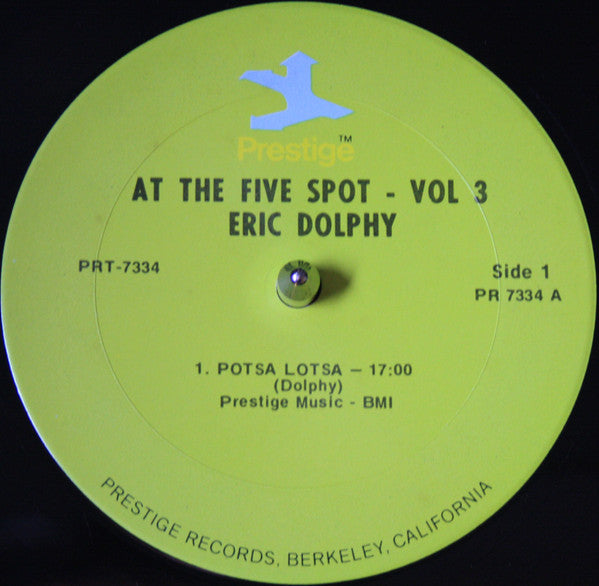 Prestige™
AT THE FIVE SPOT - VOL 3
ERIC DOLPHY
PRT-7334
Side 1
PR 7334 A
1. POTSA LOTSA — 17:00
(Dolphy)
Prestige Music - BMI
PRESTIGE RECORDS, BERKELEY, CALIFORNIA